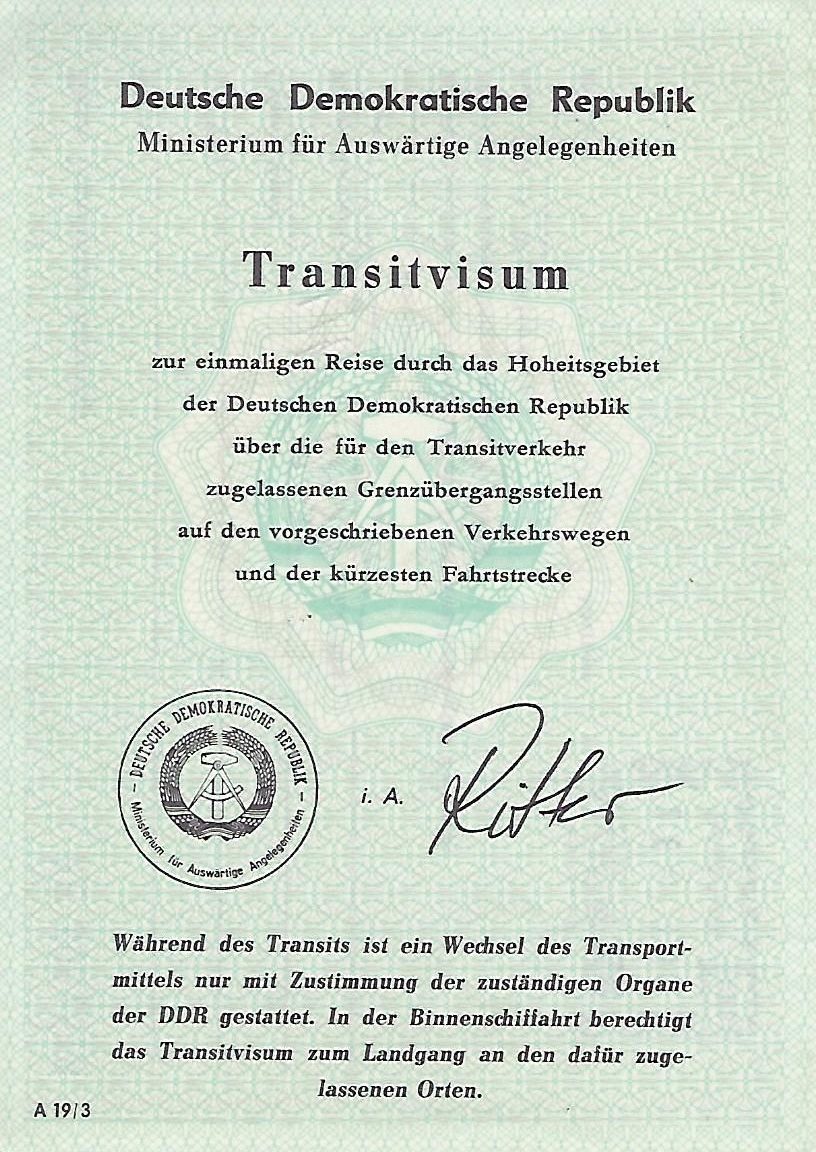 Deutsche Demokratische Republik
Ministerium für Auswärtige Angelegenheiten
Transitvisum
zur einmaligen Reise durch das Hoheitsgebiet
der Deutschen Demokratischen Republik
über die für den Transitverkehr
zugelassenen Grenzübergangsstellen
auf den vorgeschriebenen Verkehrswegen
und der kürzesten Fahrtstrecke
– DEUTSCHE DEMOKRATISCHE REPUBLIK –
Ministerium für Auswärtige Angelegenheiten
i. A. Ritter
Während des Transits ist ein Wechsel des Transport-
mittels nur mit Zustimmung der zuständigen Organe
der DDR gestattet. In der Binnenschiffahrt berechtigt
das Transitvisum zum Landgang an den dafür zuge-
lassenen Orten.
A 19/3